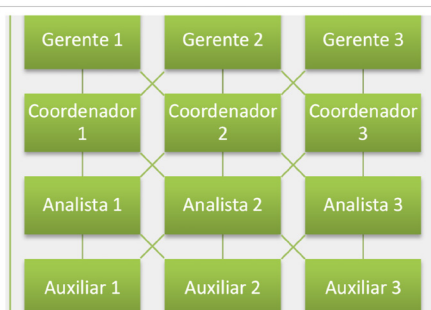 Gerente 1 Gerente 2 Gerente 3
Coordenador Coordenador Coordenador
1 2 3
Analista 1 Analista 2 Analista 3
Auxiliar 1 Auxiliar 2 Auxiliar 3